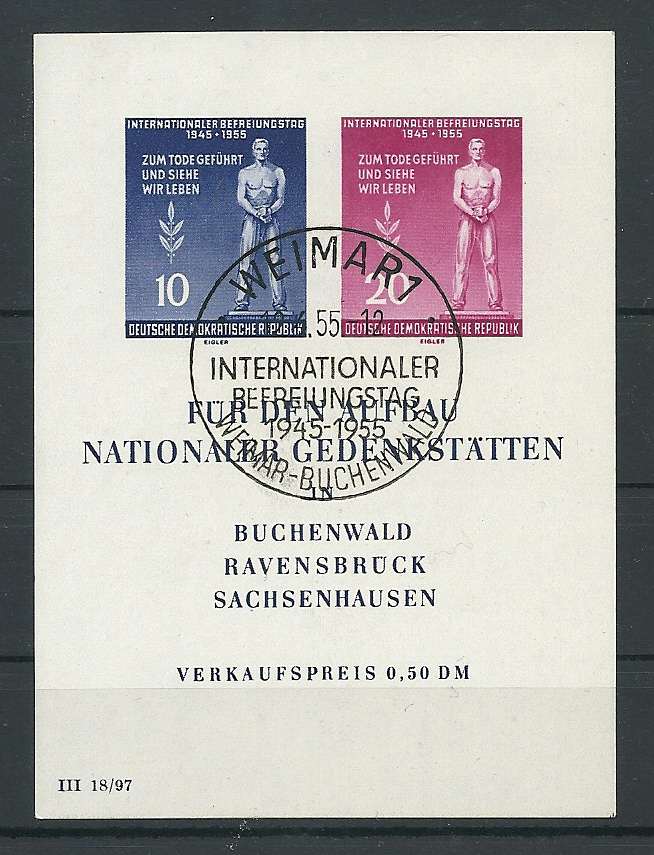 INTERNATIONALER BEFREIUNGSTAG
1945 • 1955
ZUM TODE GEFÜHRT
UND SIEHE
WIR LEBEN
10
DEUTSCHE DEMOKRATISCHE REPUBLIK
EIGLER
INTERNATIONALER BEFREIUNGSTAG
1945 • 1955
ZUM TODE GEFÜHRT
UND SIEHE
WIR LEBEN
20
DEUTSCHE DEMOKRATISCHE REPUBLIK
EIGLER
WEIMAR 1
55
12
INTERNATIONALER
BEFREIUNGSTAG
1945-1955
WEIMAR-BUCHENWALD
FÜR DEN AUFBAU
NATIONALER GEDENKSTÄTTEN
IN
BUCHENWALD
RAVENSBRÜCK
SACHSENHAUSEN
VERKAUFSPREIS 0,50 DM
III 18/97